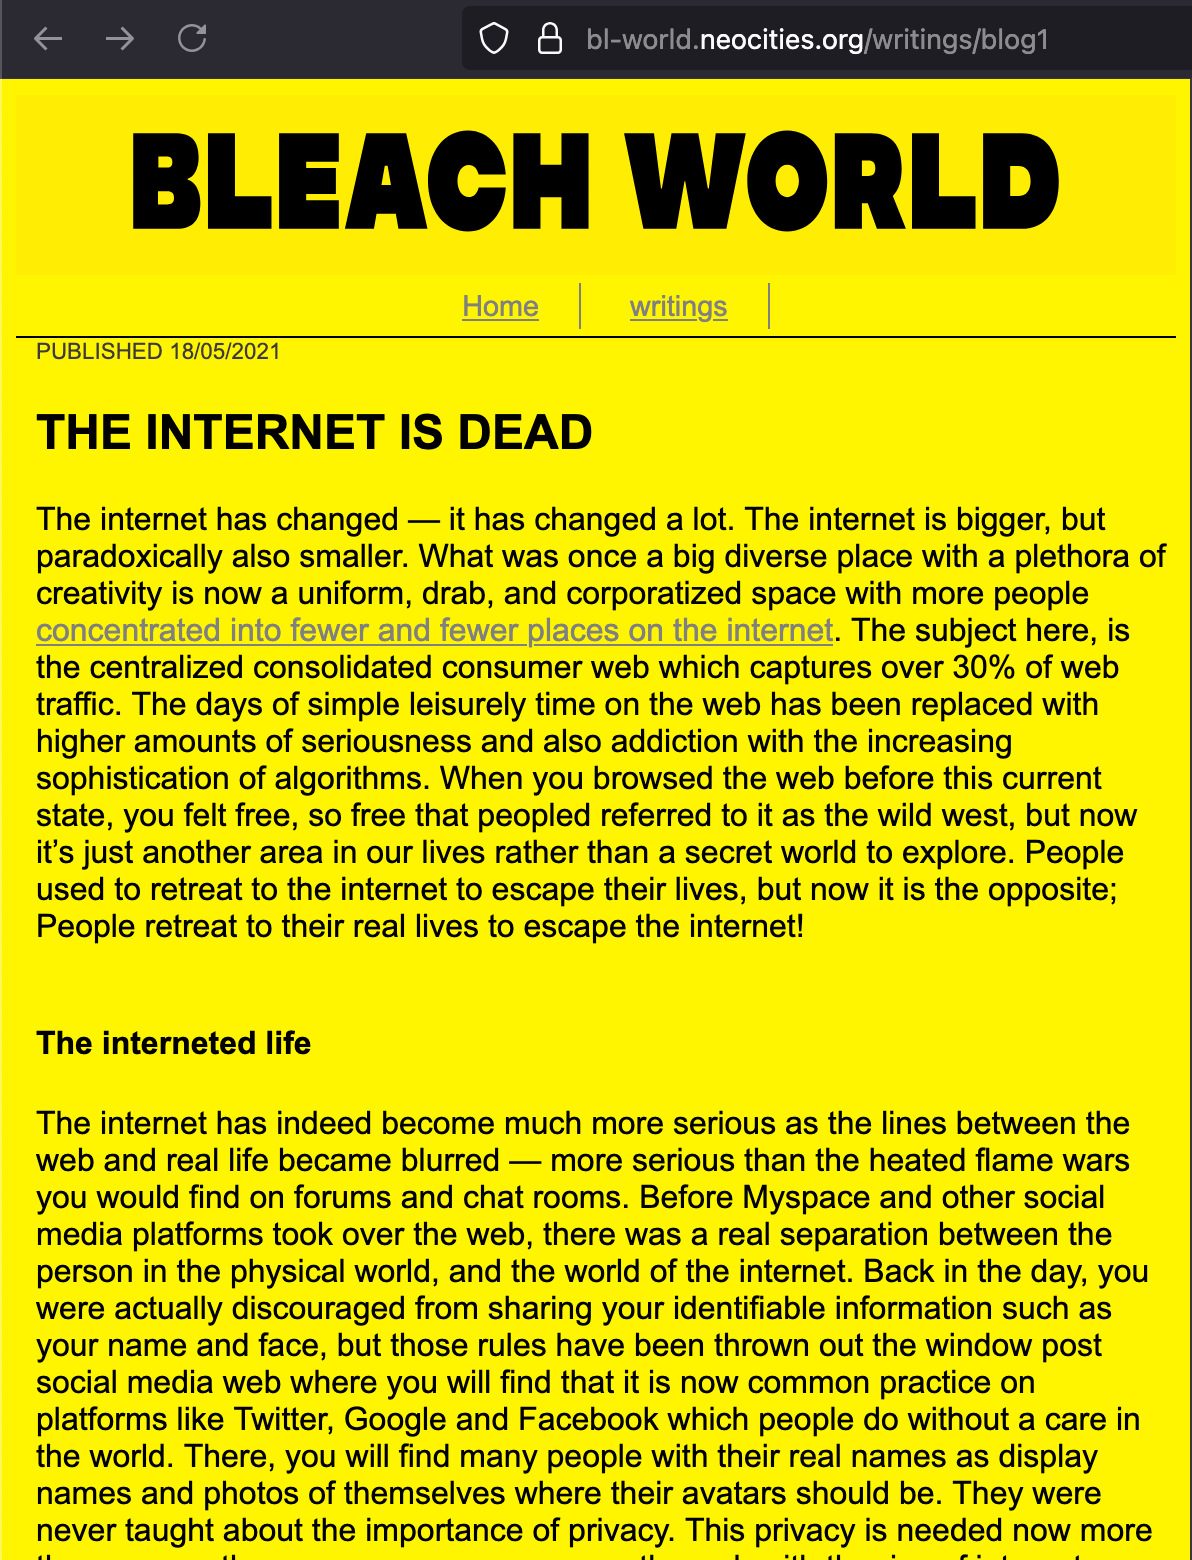 bl-world.neocities.org/writings/blog1
BLEACH WORLD
Home
writings
PUBLISHED 18/05/2021
THE INTERNET IS DEAD
The internet has changed — it has changed a lot. The internet is bigger, but
paradoxically also smaller. What was once a big diverse place with a plethora of
creativity is now a uniform, drab, and corporatized space with more people
concentrated into fewer and fewer places on the internet. The subject here, is
the centralized consolidated consumer web which captures over 30% of web
traffic. The days of simple leisurely time on the web has been replaced with
higher amounts of seriousness and also addiction with the increasing
sophistication of algorithms. When you browsed the web before this current
state, you felt free, so free that peopled referred to it as the wild west, but now
it’s just another area in our lives rather than a secret world to explore. People
used to retreat to the internet to escape their lives, but now it is the opposite;
People retreat to their real lives to escape the internet!
The interneted life
The internet has indeed become much more serious as the lines between the
web and real life became blurred — more serious than the heated flame wars
you would find on forums and chat rooms. Before Myspace and other social
media platforms took over the web, there was a real separation between the
person in the physical world, and the world of the internet. Back in the day, you
were actually discouraged from sharing your identifiable information such as
your name and face, but those rules have been thrown out the window post
social media web where you will find that it is now common practice on
platforms like Twitter, Google and Facebook which people do without a care in
the world. There, you will find many people with their real names as display
names and photos of themselves where their avatars should be. They were
never taught about the importance of privacy. This privacy is needed now more